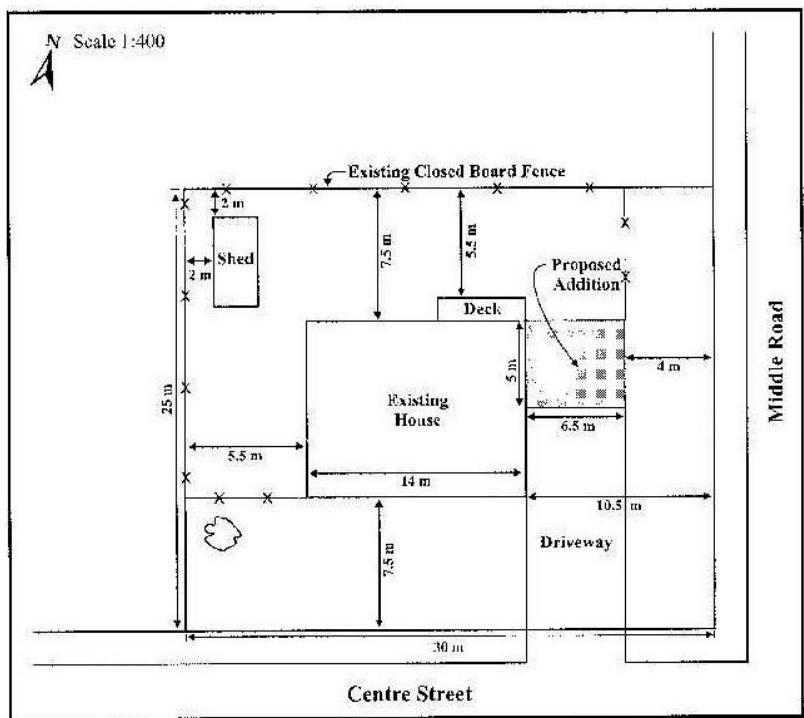 N Scale 1:400
Existing Closed Board Fence
2 m
Shed
2 m
7.5 m
5.5 m
Proposed
Addition
Deck
5 m
4 m
Middle Road
25 m
Existing
House
6.5 m
5.5 m
14 m
10.5 m
Driveway
7.5 m
30 m
Centre Street